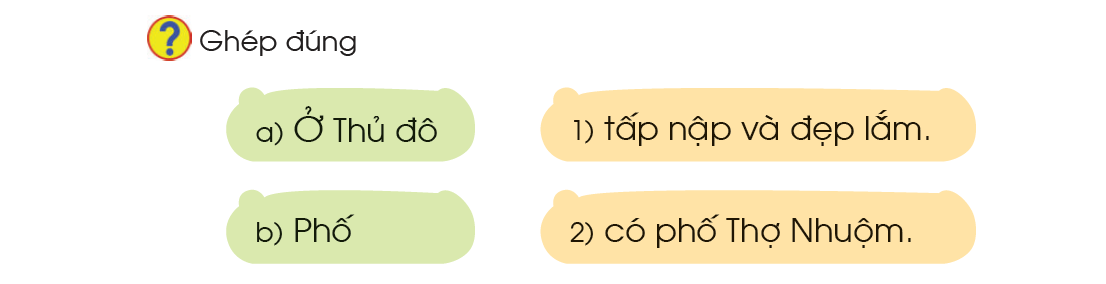 ? Ghép đúng
a) Ở Thủ đô
1) tấp nập và đẹp lắm.
b) Phố
2) có phố Thợ Nhuộm.